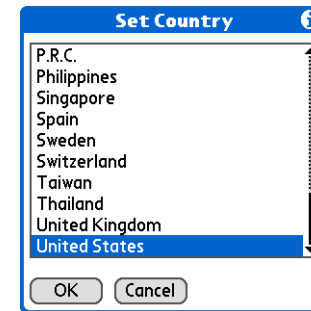 Set Country
P.R.C.
Philippines
Singapore
Spain
Sweden
Switzerland
Taiwan
Thailand
United Kingdom
United States
OK Cancel